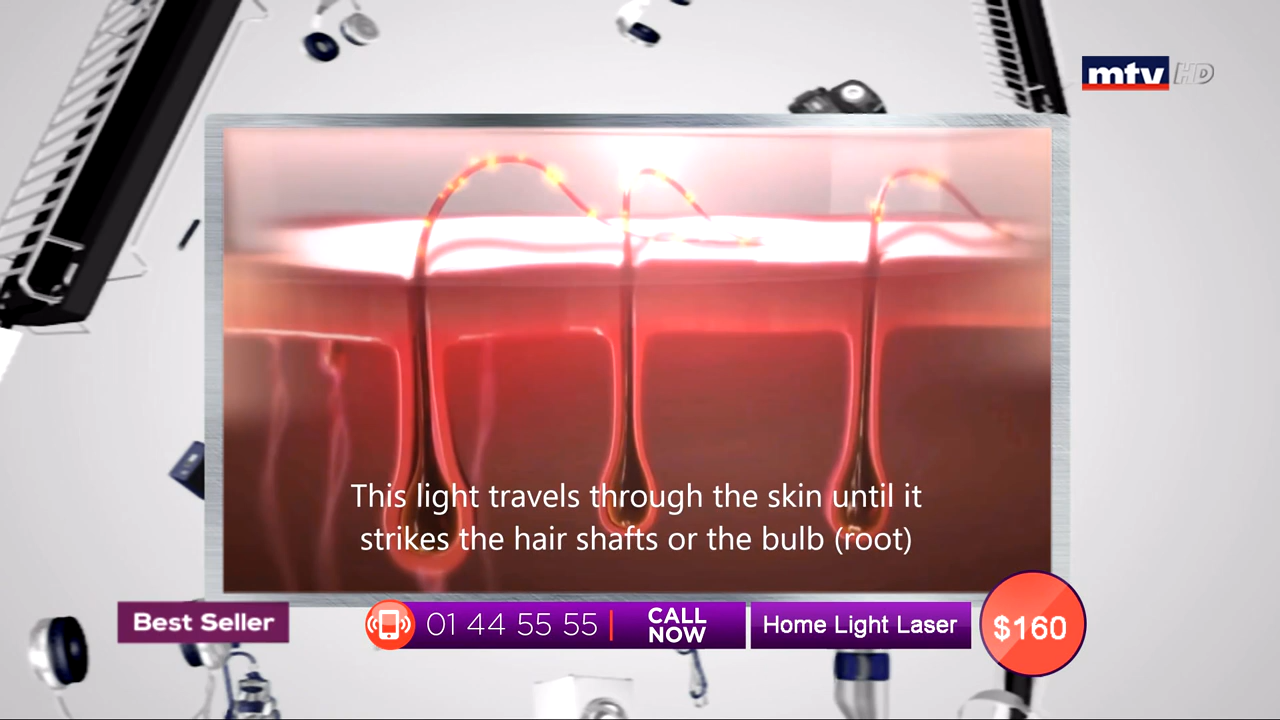 mtv HD
This light travels through the skin until it
strikes the hair shafts or the bulb (root)
Best Seller
01 44 55 55
CALL
NOW
Home Light Laser
$160